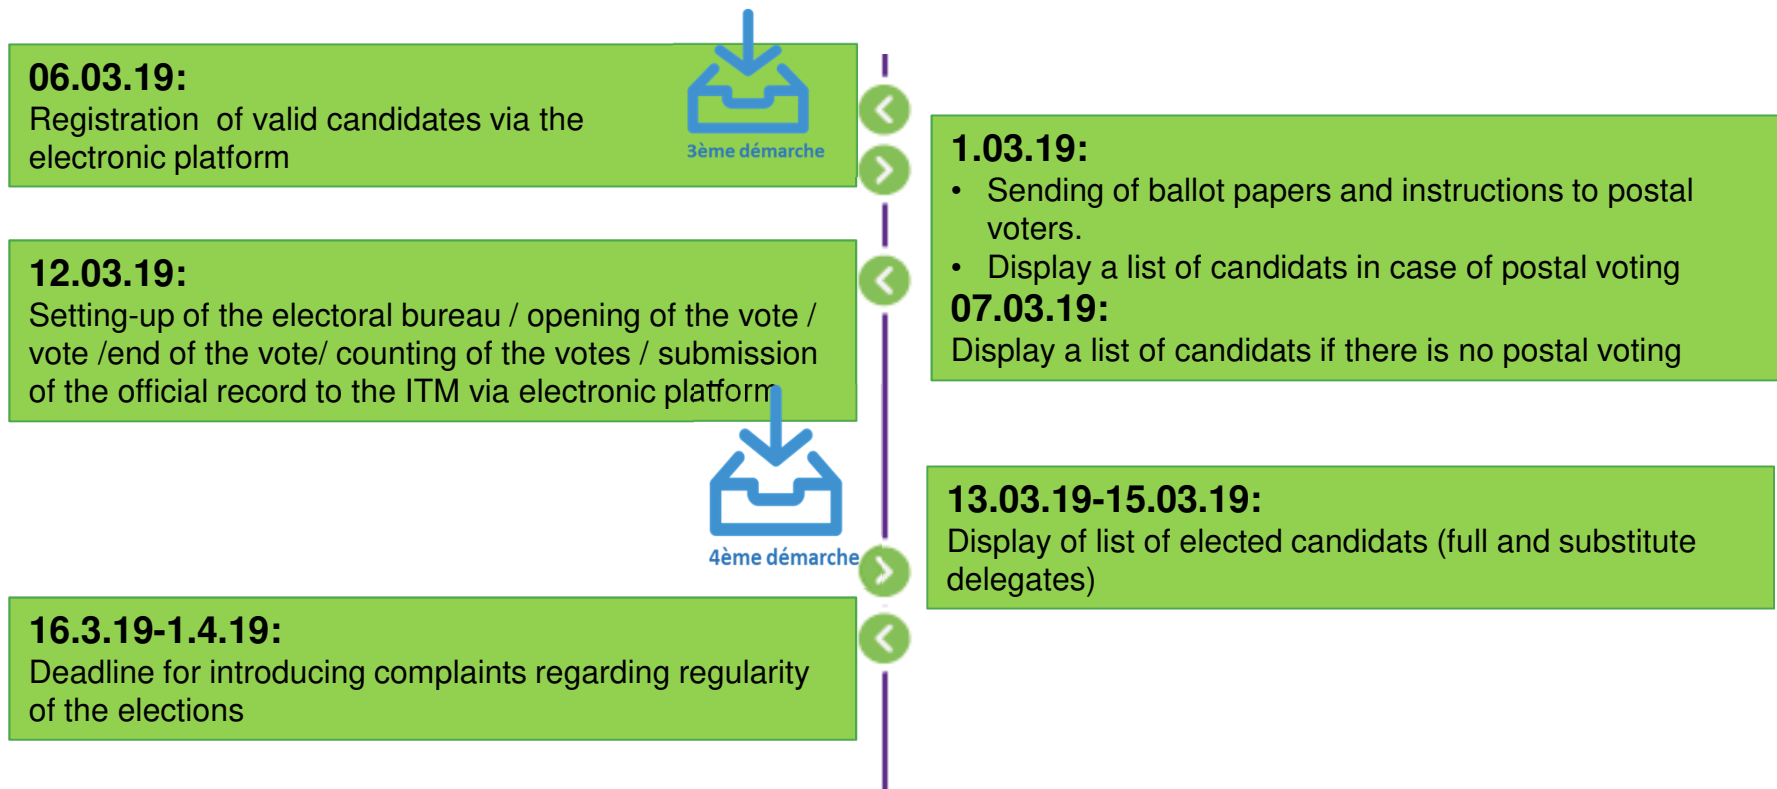 06.03.19:
Registration of valid candidates via the
electronic platform
3ème démarche
1.03.19:
• Sending of ballot papers and instructions to postal
voters.
• Display a list of candidats in case of postal voting
07.03.19:
Display a list of candidats if there is no postal voting
12.03.19:
Setting-up of the electoral bureau / opening of the vote /
vote /end of the vote/ counting of the votes / submission
of the official record to the ITM via electronic platform
4ème démarche
13.03.19-15.03.19:
Display of list of elected candidats (full and substitute
delegates)
16.3.19-1.4.19:
Deadline for introducing complaints regarding regularity
of the elections